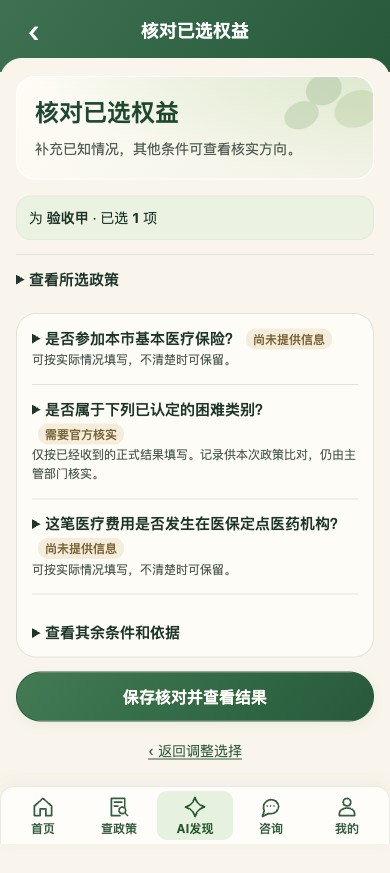 ‹ 核对已选权益
核对已选权益
补充已知情况，其他条件可查看核实方向。
为 验收甲 · 已选 1 项
▶ 查看所选政策
▶ 是否参加本市基本医疗保险？ 尚未提供信息
可按实际情况填写，不清楚时可保留。
▶ 是否属于下列已认定的困难类别？
需要官方核实
仅按已经收到的正式结果填写。记录供本次政策比对，仍由主
管部门核实。
▶ 这笔医疗费用是否发生在医保定点医药机构？
尚未提供信息
可按实际情况填写，不清楚时可保留。
▶ 查看其余条件和依据
保存核对并查看结果
‹ 返回调整选择
首页 查政策 AI发现 咨询 我的